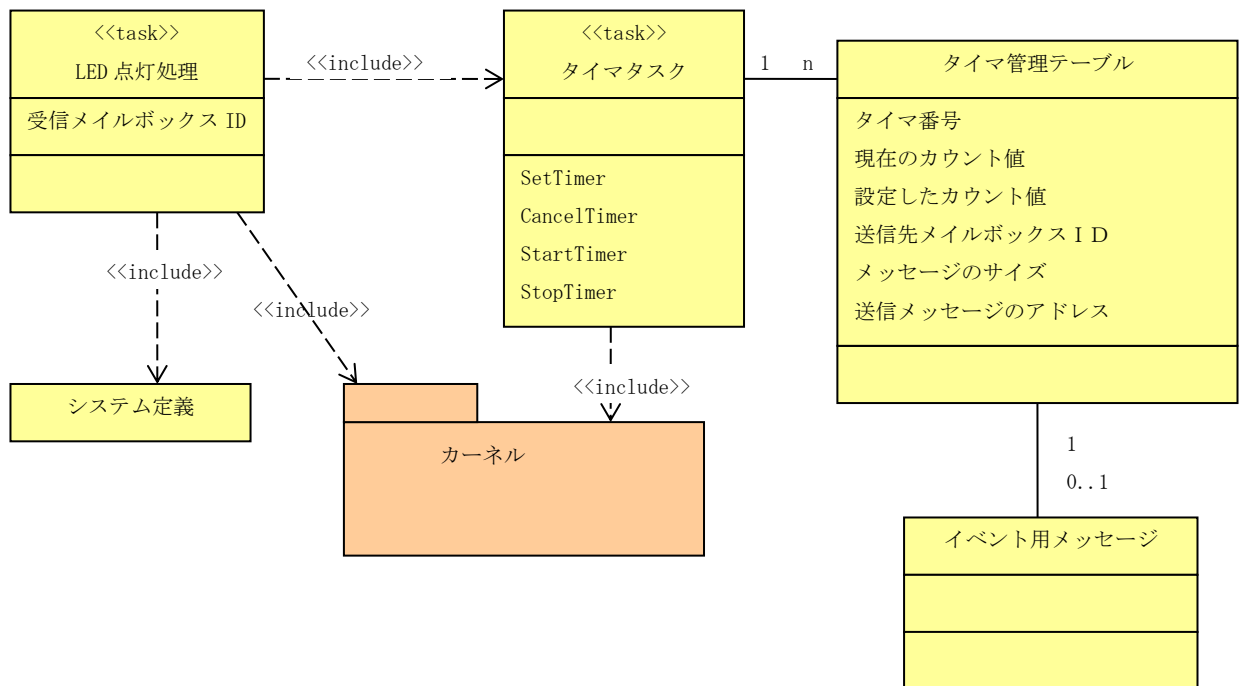 <<task>>
LED 点灯処理
受信メイルボックス ID
<<include>>
<<task>>
タイマタスク
SetTimer
CancelTimer
StartTimer
StopTimer
1 n
タイマ管理テーブル
タイマ番号
現在のカウント値
設定したカウント値
送信先メイルボックスＩＤ
メッセージのサイズ
送信メッセージのアドレス
<<include>>
<<include>>
<<include>>
システム定義
カーネル
1
0..1
イベント用メッセージ